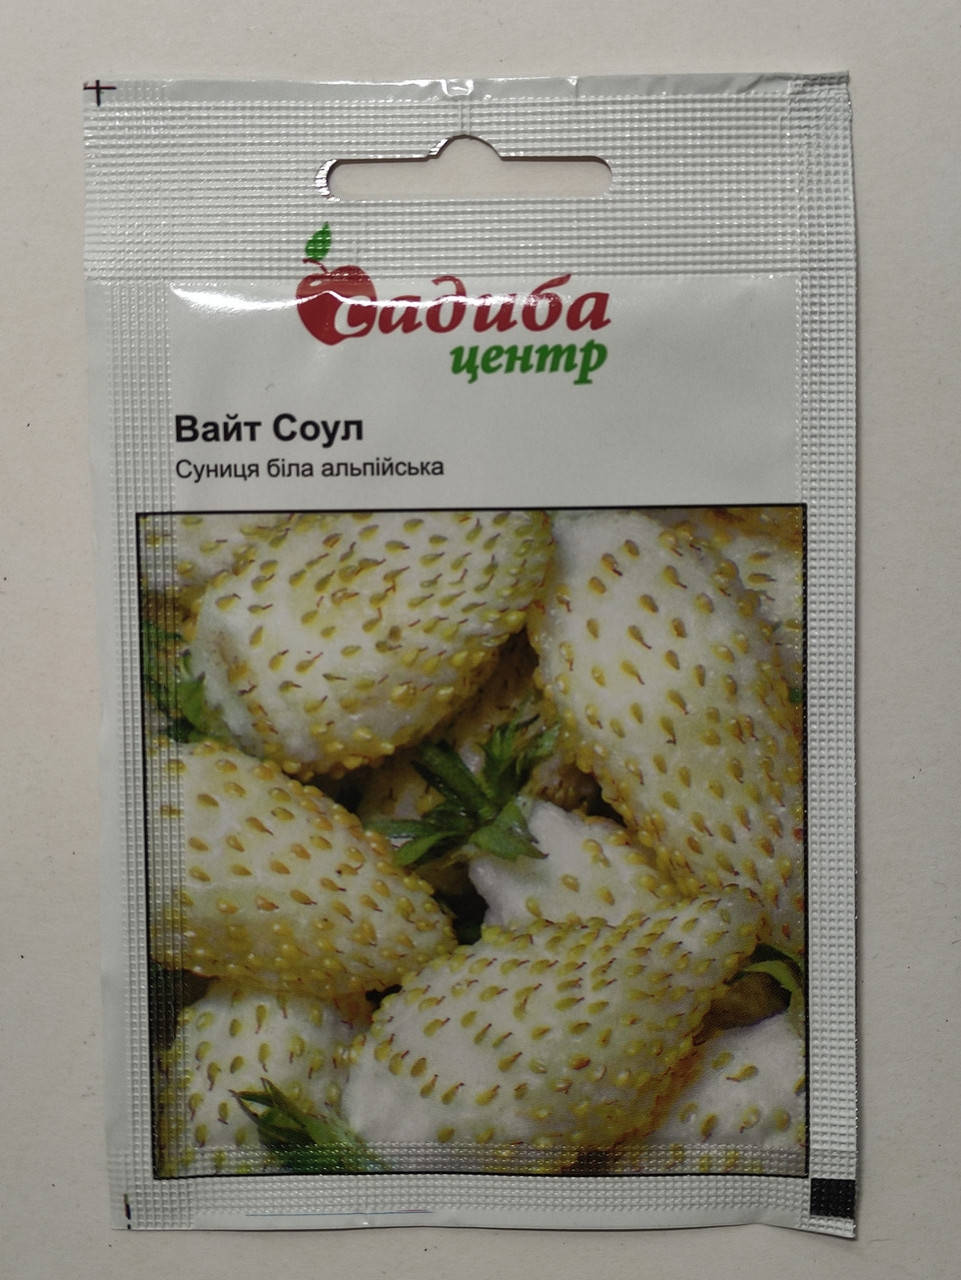 Садиба
центр
Вайт Соул
Суниця біла альпійська